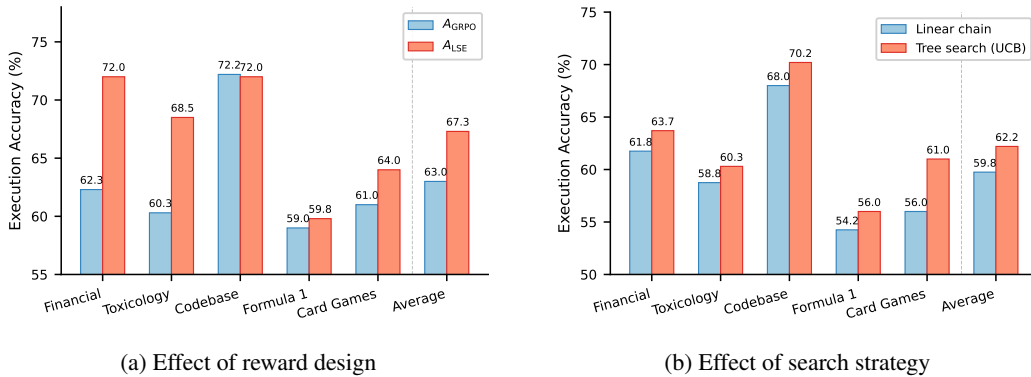 75
70
65
60
55
Execution Accuracy (%)
A_GRPO
A_LSE
62.3
72.0
60.3
68.5
72.2
72.0
59.0
59.8
61.0
64.0
63.0
67.3
Financial
Toxicology
Codebase
Formula 1
Card Games
Average
(a) Effect of reward design
75
70
65
60
55
50
Execution Accuracy (%)
Linear chain
Tree search (UCB)
61.8
63.7
58.8
60.3
68.0
70.2
54.2
56.0
56.0
61.0
59.8
62.2
Financial
Toxicology
Codebase
Formula 1
Card Games
Average
(b) Effect of search strategy